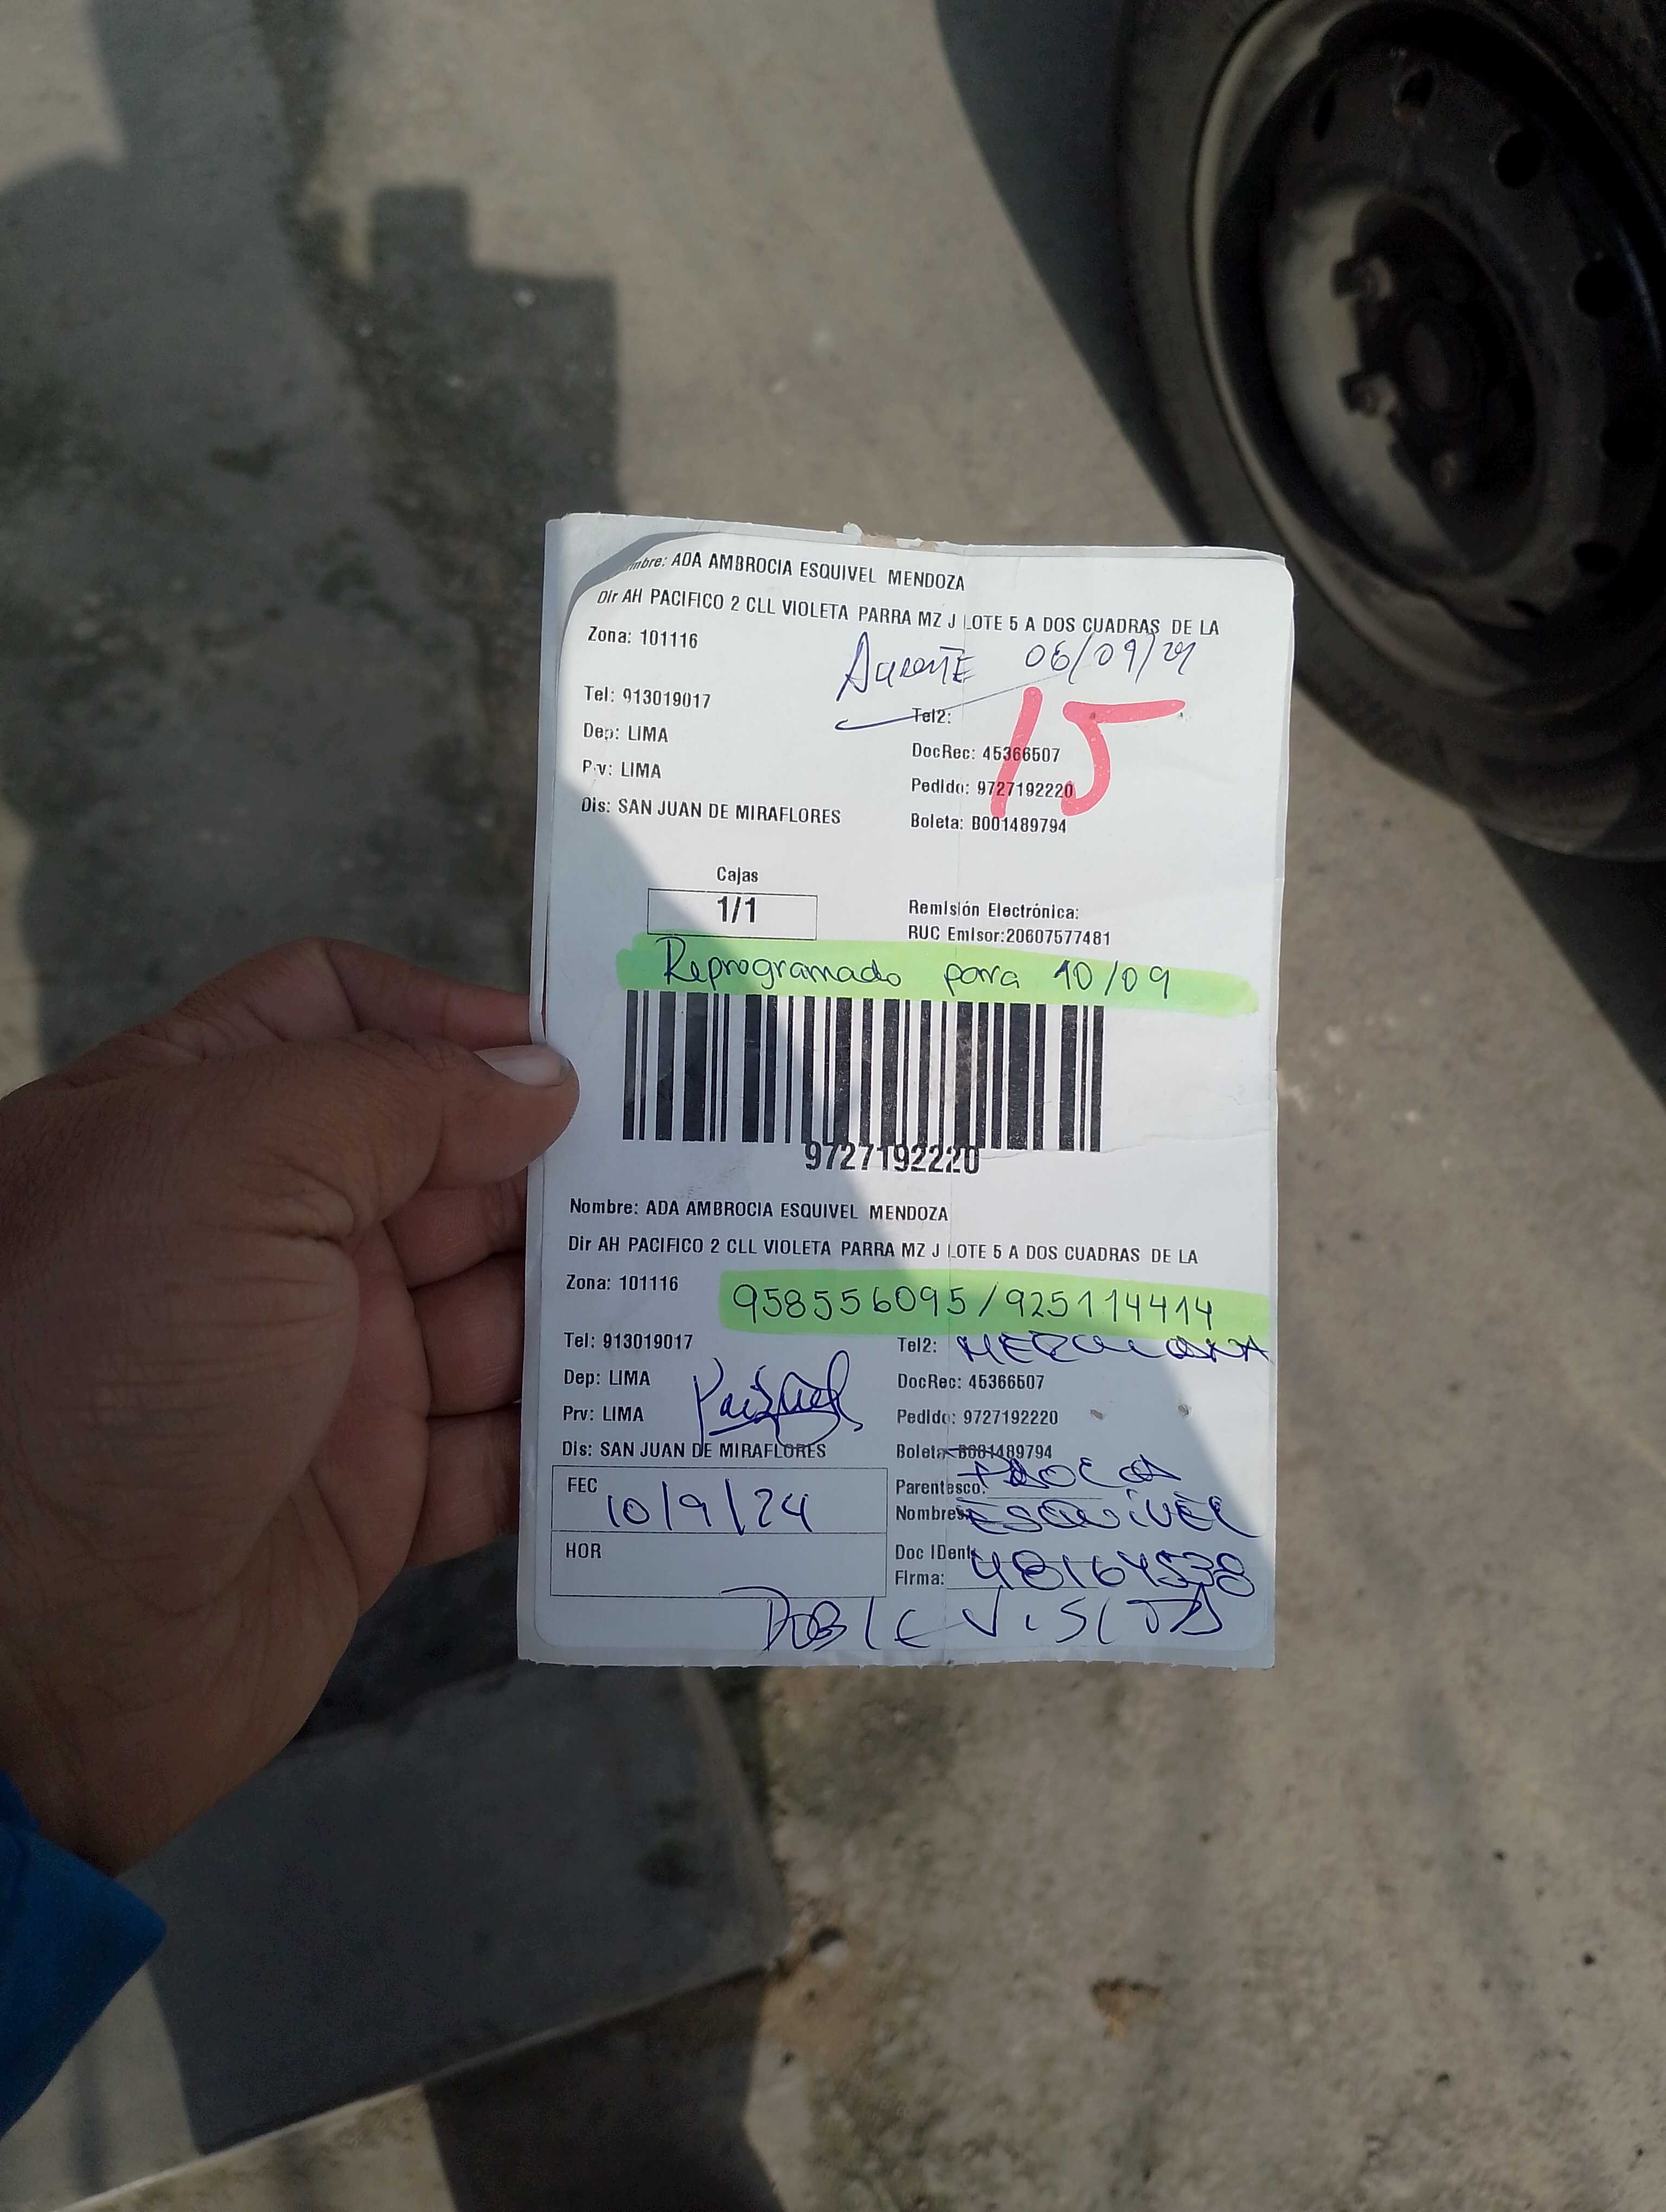 mbre: ADA AMBROCIA ESQUIVEL MENDOZA
Dir AH PACIFICO 2 CLL VIOLETA PARRA MZ J LOTE 5 A DOS CUADRAS DE LA
Zona: 101116
Ausente 06/09/24
Tel: 913019017
Tel2:
15
Dep: LIMA
DocRec: 45366507
Prv: LIMA
Pedido: 9727192220
Dis: SAN JUAN DE MIRAFLORES
Boleta: B001489794
Cajas
1/1
Remisión Electrónica:
RUC Emisor:20607577481
Reprogramado para 10/09
9727192220
Nombre: ADA AMBROCIA ESQUIVEL MENDOZA
Dir AH PACIFICO 2 CLL VIOLETA PARRA MZ J LOTE 5 A DOS CUADRAS DE LA
Zona: 101116
958556095/925114414
Tel: 913019017
Tel2:
Dep: LIMA
DocRec: 45366507
Prv: LIMA
Pedido: 9727192220
Dis: SAN JUAN DE MIRAFLORES
Boleta: B001489794
FEC 10/9/24
Parentesco:
Nombre: ESQUIVEL
HOR
Doc IDent
Firma: 48164538
DOBLE VISITA